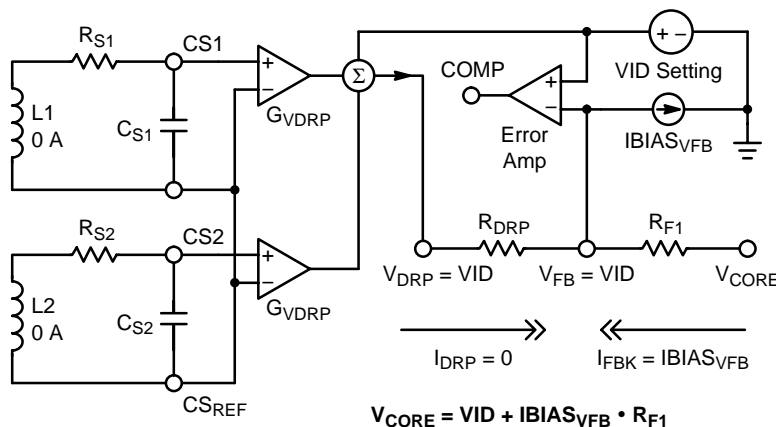 R_S1
CS1
+
−
G_VDRP
L1
0 A
C_S1
Σ
COMP
+
−
Error
Amp
+ −
VID Setting
IBIAS_VFB
R_S2
CS2
+
−
G_VDRP
L2
0 A
C_S2
CS_REF
R_DRP
R_F1
V_DRP = VID
V_FB = VID
V_CORE
I_DRP = 0
I_FBK = IBIAS_VFB
V_CORE = VID + IBIAS_VFB • R_F1